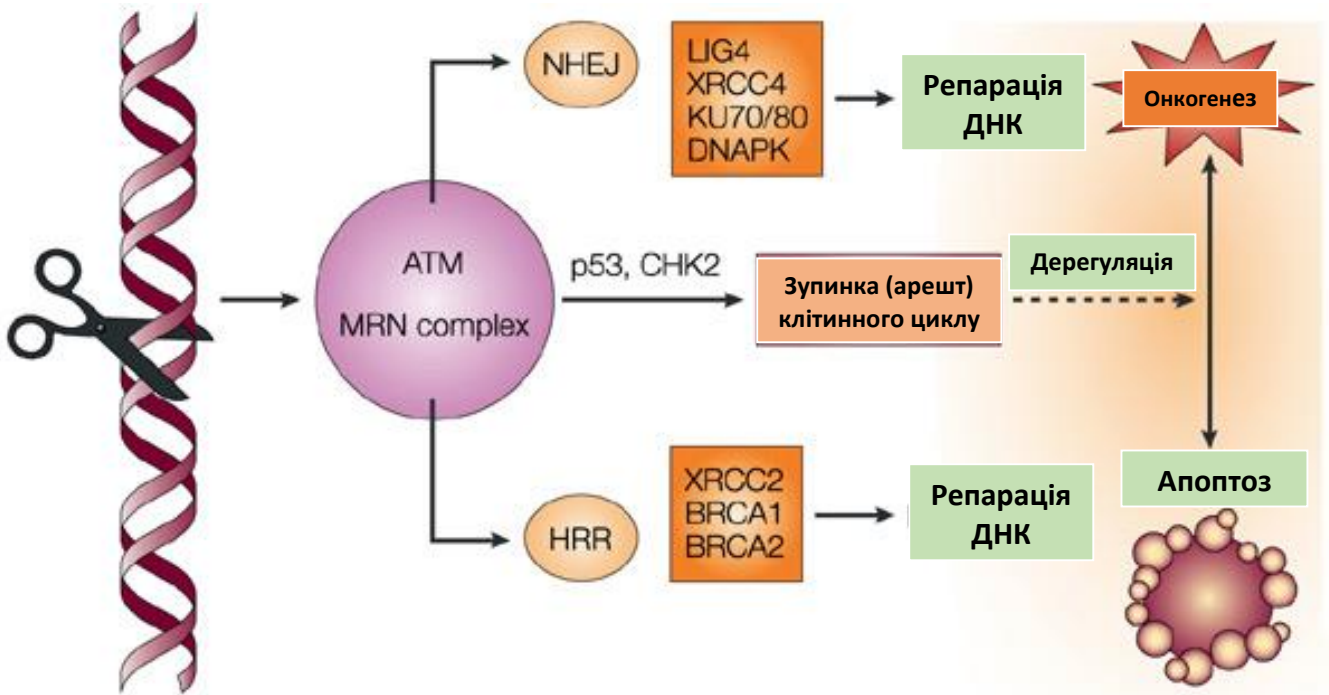 NHEJ
LIG4
XRCC4
KU70/80
DNAPK
Репарація
ДНК
Онкогенез
ATM
MRN complex
p53, CHK2
Зупинка (арешт)
клітинного циклу
Дерегуляція
HRR
XRCC2
BRCA1
BRCA2
Репарація
ДНК
Апоптоз